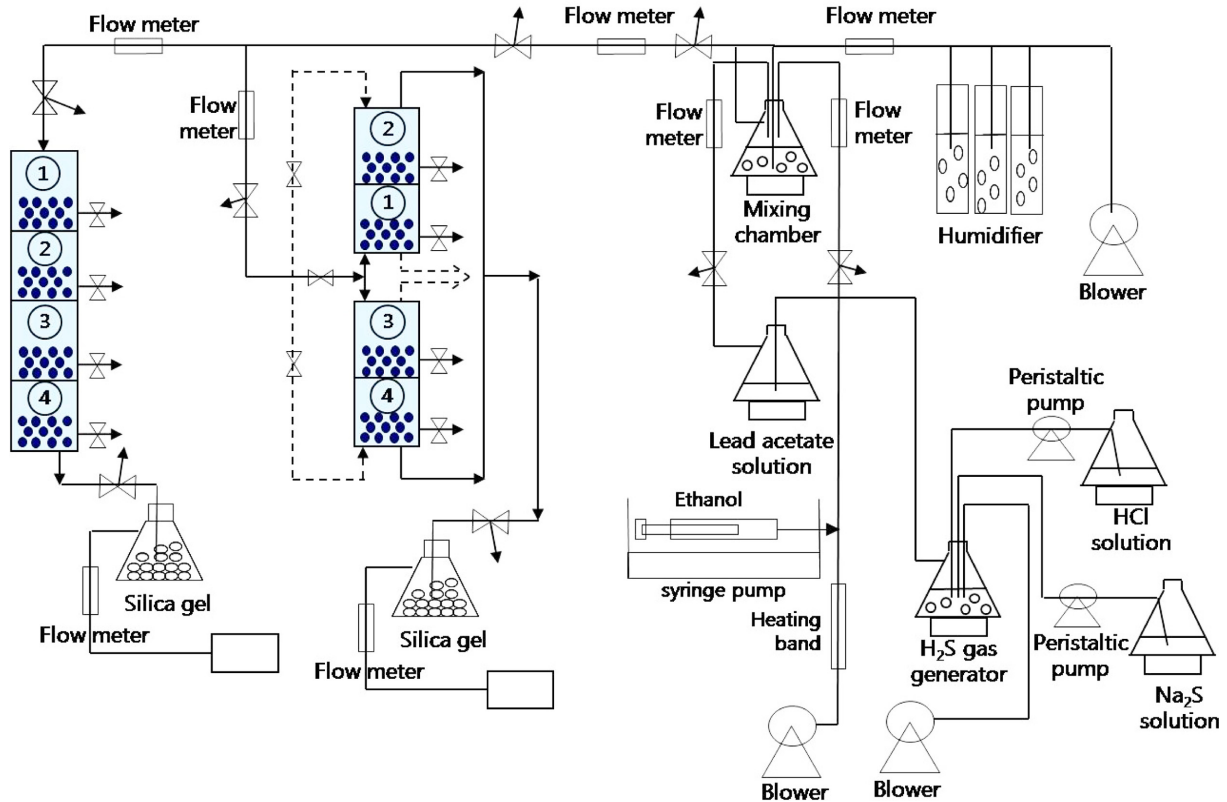 Flow meter
Flow meter
Flow meter
Flow
meter
Flow
meter
Flow
meter
1
2
3
4
2
1
3
4
Mixing
chamber
Humidifier
Blower
Lead acetate
solution
Peristaltic
pump
HCl
solution
Ethanol
syringe pump
Heating
band
H₂S gas
generator
Peristaltic
pump
Na₂S
solution
Silica gel
Flow meter
Silica gel
Flow meter
Blower
Blower